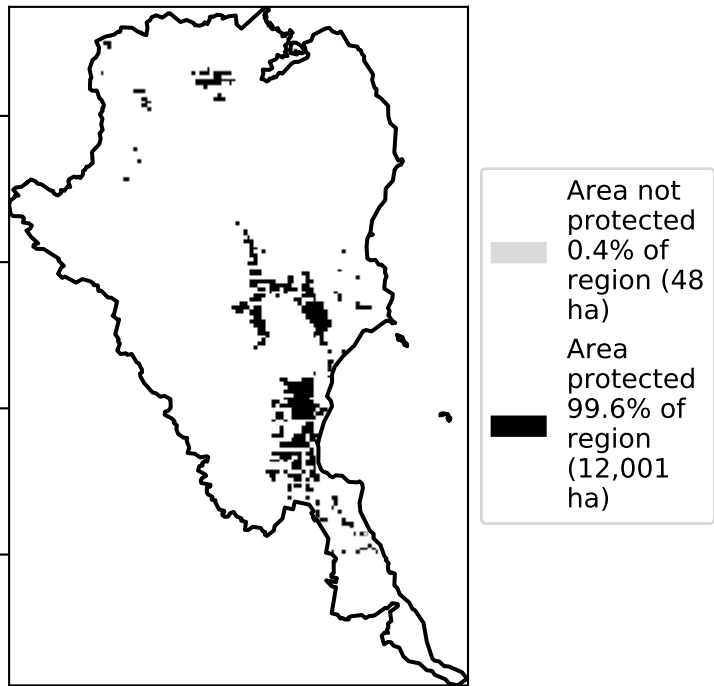 Area not
protected
0.4% of
region (48
ha)
Area
protected
99.6% of
region
(12,001
ha)